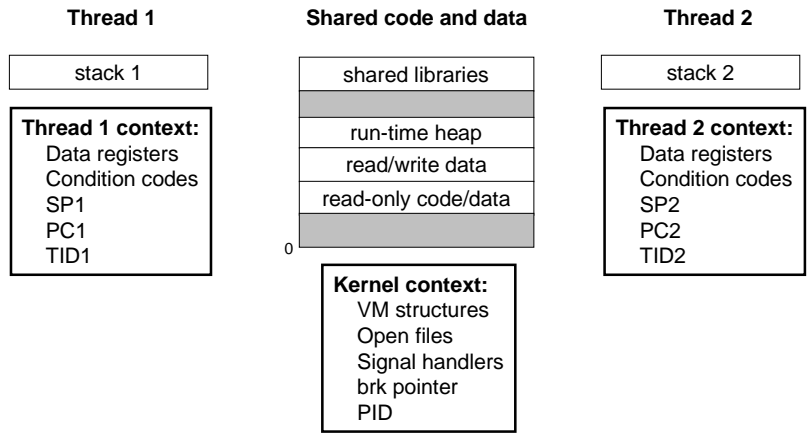 Thread 1
Shared code and data
Thread 2
stack 1
shared libraries
stack 2
Thread 1 context:
Data registers
Condition codes
SP1
PC1
TID1
run-time heap
read/write data
read-only code/data
0
Thread 2 context:
Data registers
Condition codes
SP2
PC2
TID2
Kernel context:
VM structures
Open files
Signal handlers
brk pointer
PID